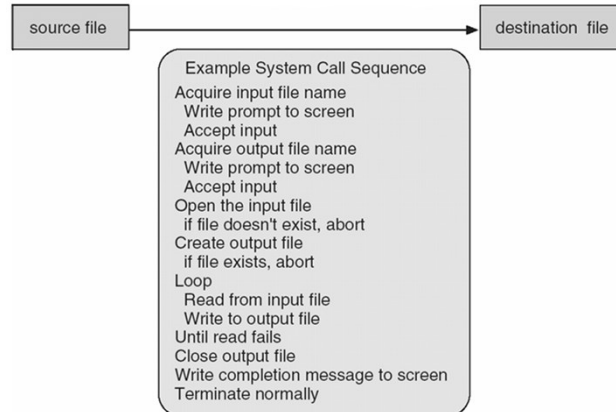 source file
destination file
Example System Call Sequence
Acquire input file name
Write prompt to screen
Accept input
Acquire output file name
Write prompt to screen
Accept input
Open the input file
if file doesn't exist, abort
Create output file
if file exists, abort
Loop
Read from input file
Write to output file
Until read fails
Close output file
Write completion message to screen
Terminate normally